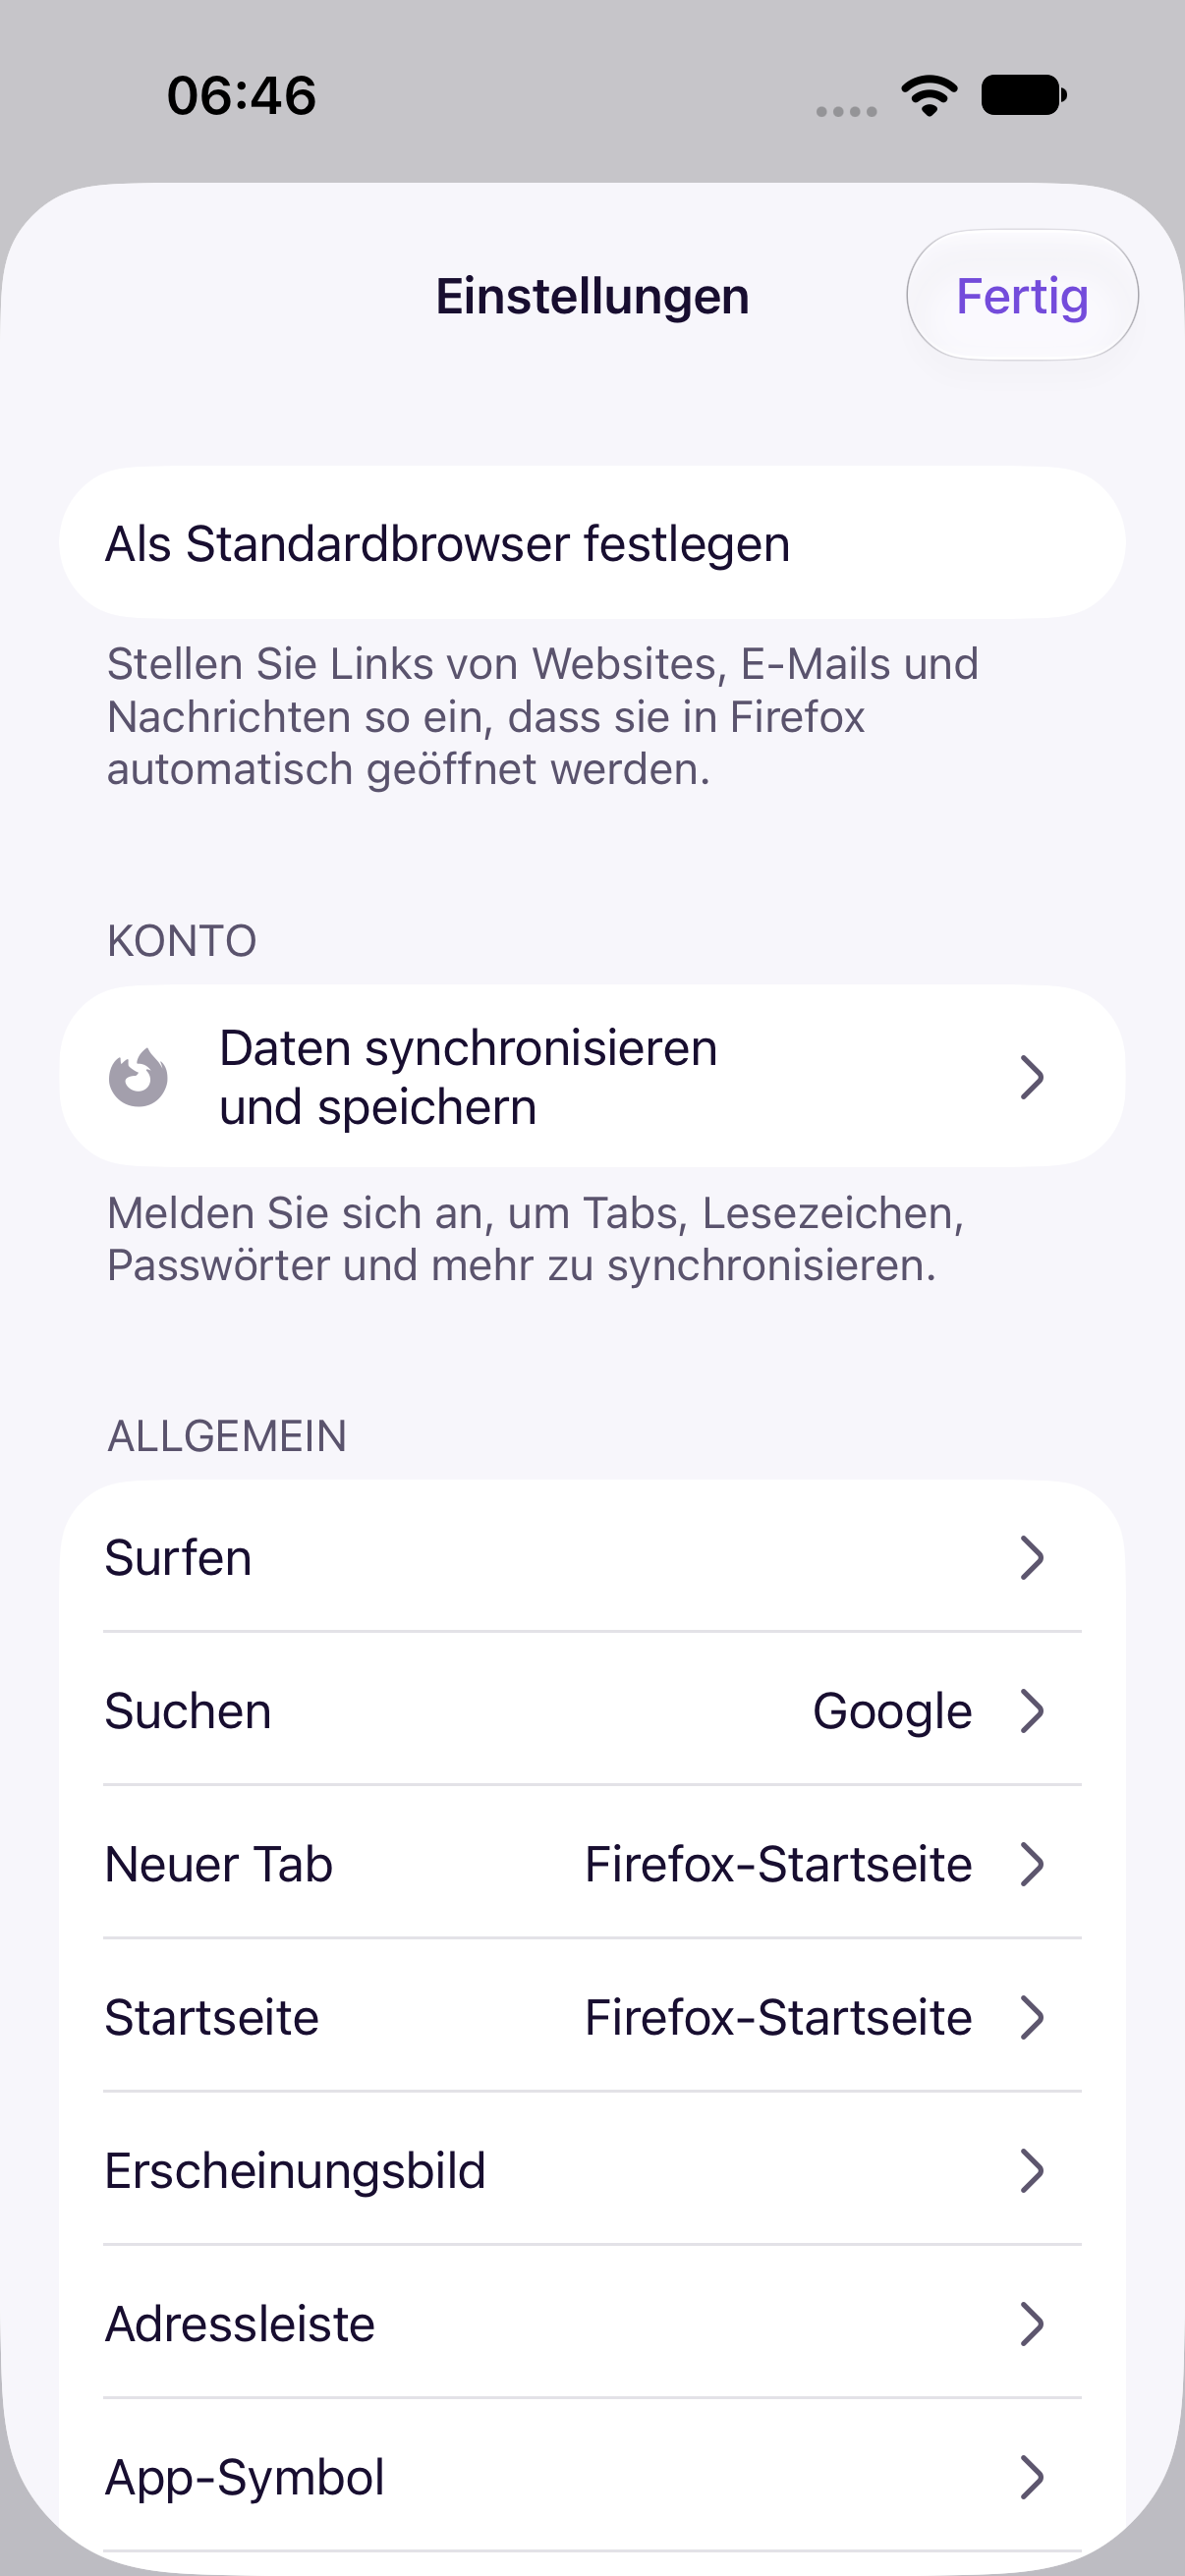 06:46
Einstellungen
Fertig
Als Standardbrowser festlegen
Stellen Sie Links von Websites, E-Mails und
Nachrichten so ein, dass sie in Firefox
automatisch geöffnet werden.
KONTO
Daten synchronisieren
und speichern
Melden Sie sich an, um Tabs, Lesezeichen,
Passwörter und mehr zu synchronisieren.
ALLGEMEIN
Surfen
Suchen Google
Neuer Tab Firefox-Startseite
Startseite Firefox-Startseite
Erscheinungsbild
Adressleiste
App-Symbol